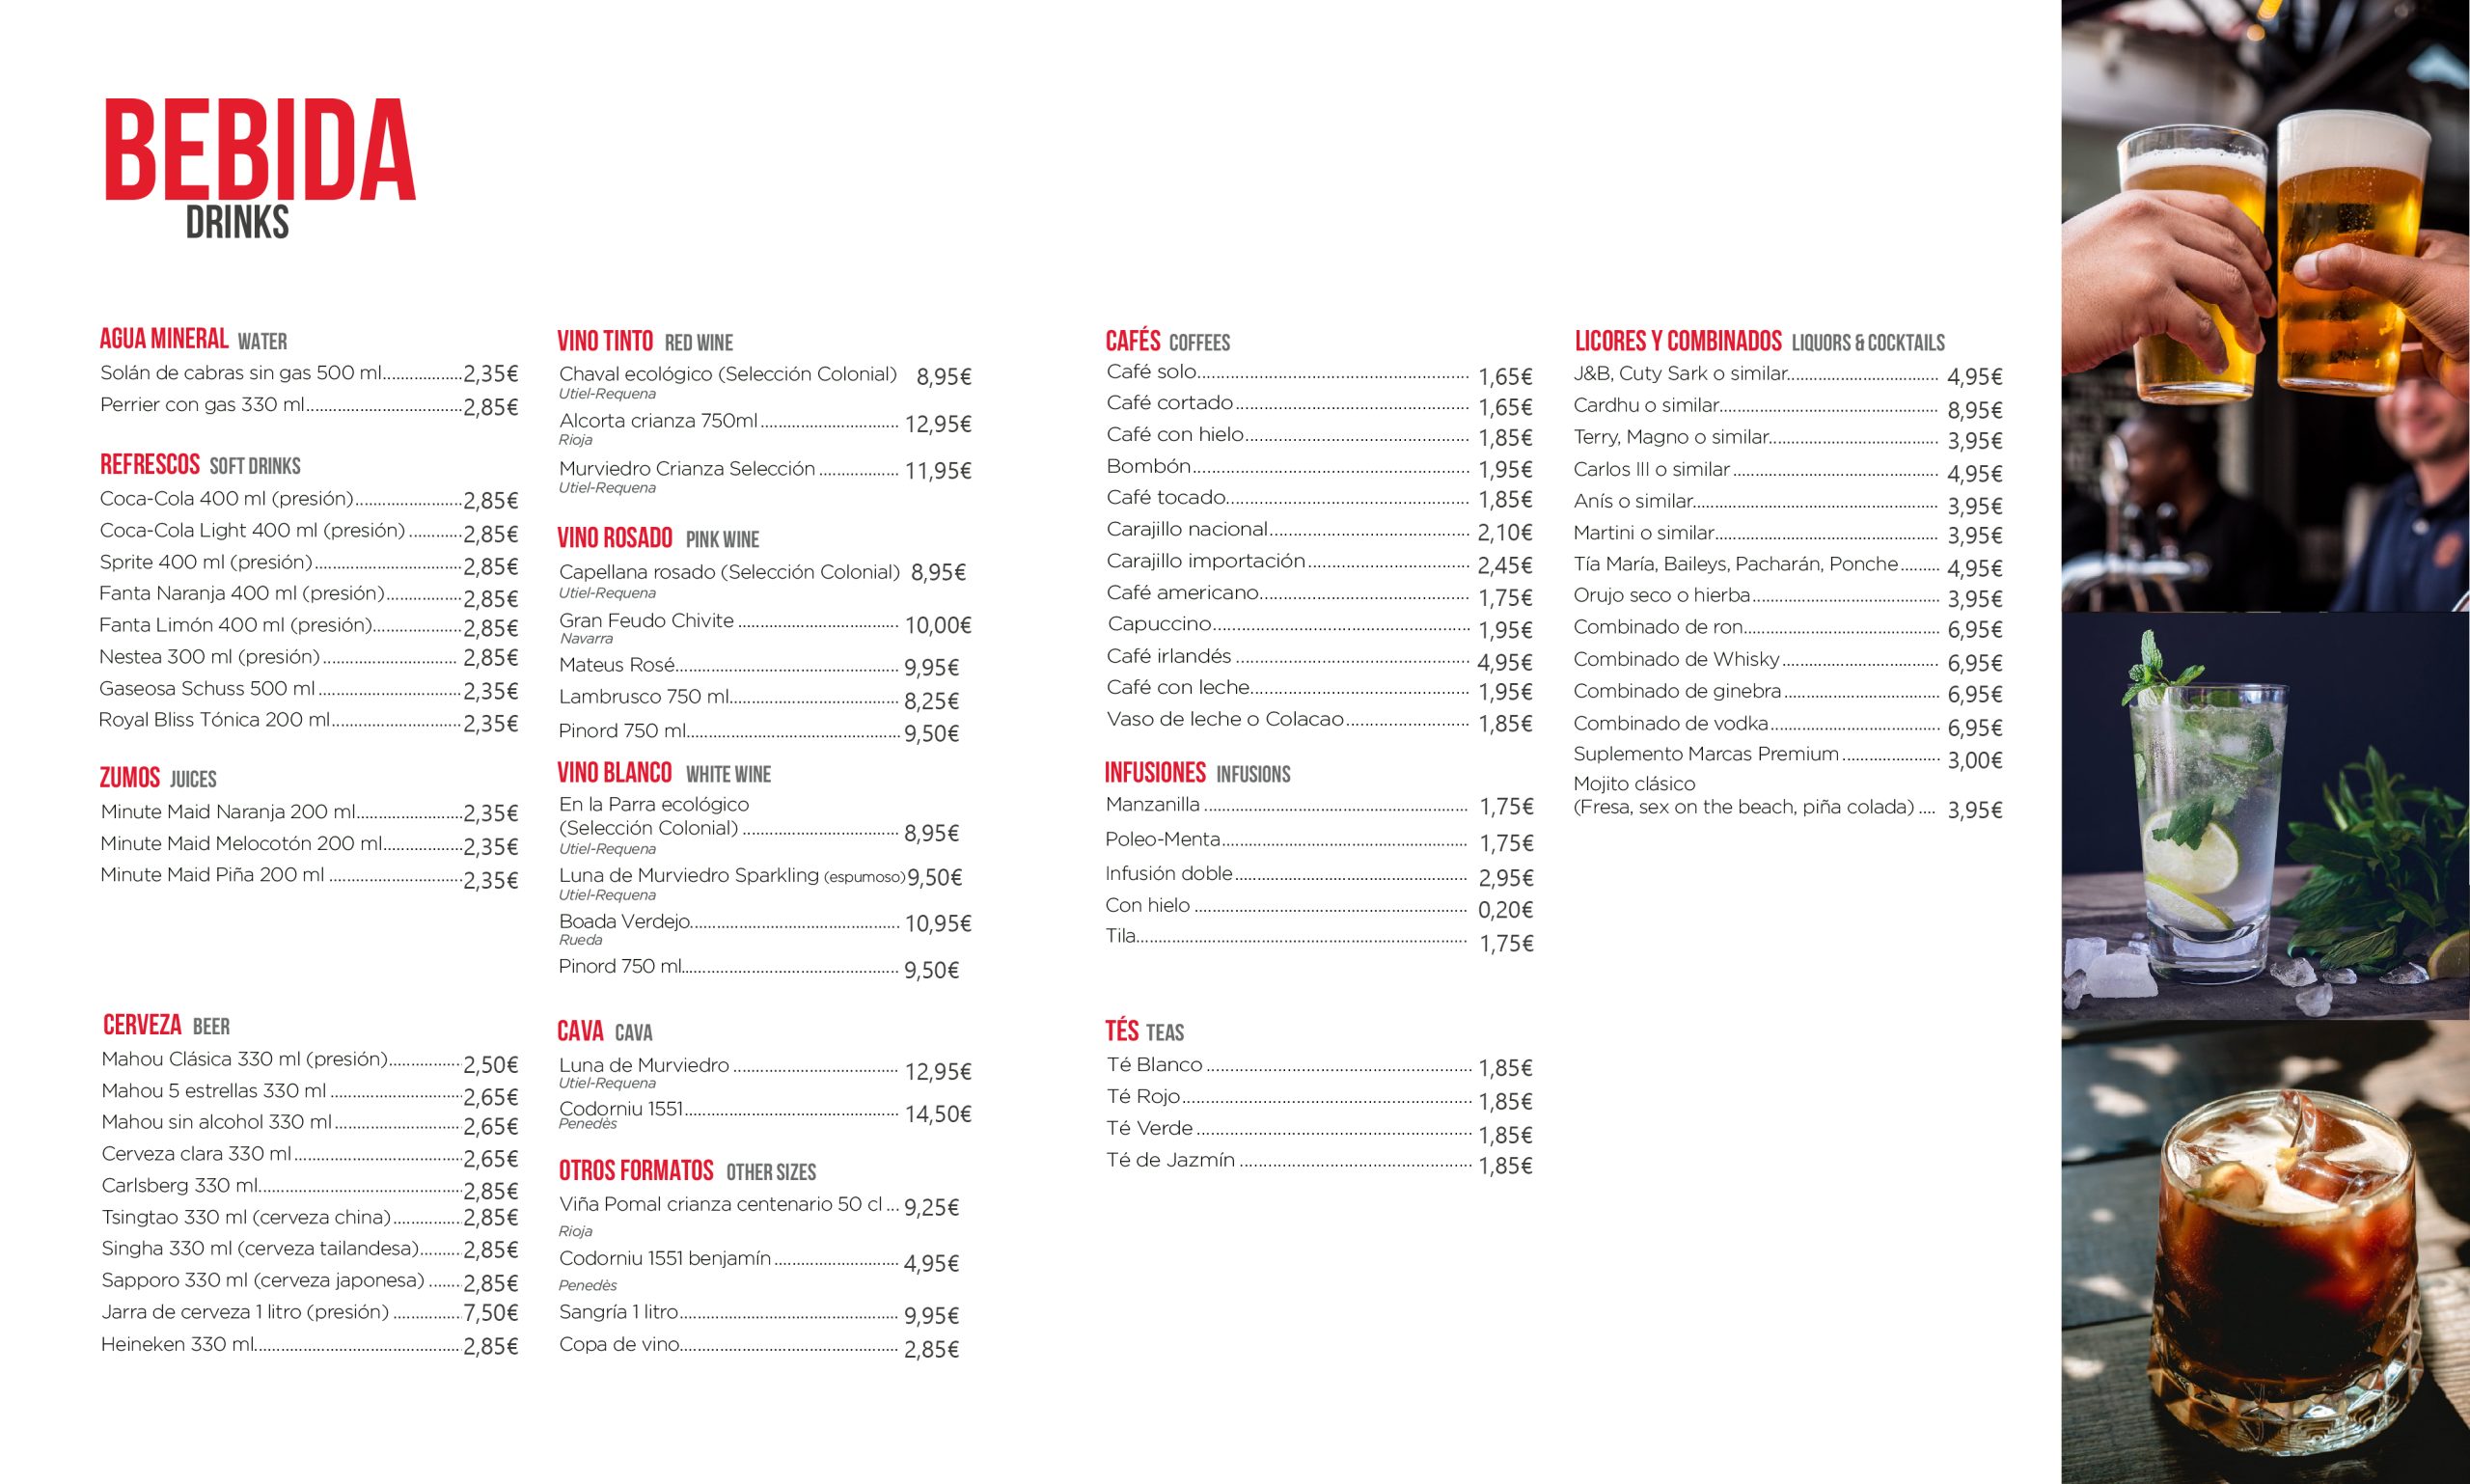 BEBIDA
DRINKS
AGUA MINERAL WATER
Solán de cabras sin gas 500 ml..................2,35€
Perrier con gas 330 ml...................................2,85€
REFRESCOS SOFT DRINKS
Coca-Cola 400 ml (presión)........................2,85€
Coca-Cola Light 400 ml (presión)............2,85€
Sprite 400 ml (presión).................................2,85€
Fanta Naranja 400 ml (presión).................2,85€
Fanta Limón 400 ml (presión)....................2,85€
Nestea 300 ml (presión).............................. 2,85€
Gaseosa Schuss 500 ml................................2,35€
Royal Bliss Tónica 200 ml.............................2,35€
ZUMOS JUICES
Minute Maid Naranja 200 ml........................2,35€
Minute Maid Melocotón 200 ml..................2,35€
Minute Maid Piña 200 ml..............................2,35€
CERVEZA BEER
Mahou Clásica 330 ml (presión)................2,50€
Mahou 5 estrellas 330 ml..............................2,65€
Mahou sin alcohol 330 ml.............................2,65€
Cerveza clara 330 ml......................................2,65€
Carlsberg 330 ml..............................................2,85€
Tsingtao 330 ml (cerveza china)................2,85€
Singha 330 ml (cerveza tailandesa).........2,85€
Sapporo 330 ml (cerveza japonesa).......2,85€
Jarra de cerveza 1 litro (presión)...............7,50€
Heineken 330 ml..............................................2,85€
VINO TINTO RED WINE
Chaval ecológico (Selección Colonial) 8,95€
Utiel-Requena
Alcorta crianza 750ml............................... 12,95€
Rioja
Murviedro Crianza Selección.................. 11,95€
Utiel-Requena
VINO ROSADO PINK WINE
Capellana rosado (Selección Colonial) 8,95€
Utiel-Requena
Gran Feudo Chivite.................................... 10,00€
Navarra
Mateus Rosé.................................................. 9,95€
Lambrusco 750 ml...................................... 8,25€
Pinord 750 ml................................................ 9,50€
VINO BLANCO WHITE WINE
En la Parra ecológico
(Selección Colonial)................................... 8,95€
Utiel-Requena
Luna de Murviedro Sparkling (espumoso)9,50€
Utiel-Requena
Boada Verdejo............................................... 10,95€
Rueda
Pinord 750 ml................................................ 9,50€
CAVA CAVA
Luna de Murviedro..................................... 12,95€
Utiel-Requena
Codorniu 1551................................................ 14,50€
Penedès
OTROS FORMATOS OTHER SIZES
Viña Pomal crianza centenario 50 cl... 9,25€
Rioja
Codorniu 1551 benjamín............................ 4,95€
Penedès
Sangría 1 litro................................................. 9,95€
Copa de vino................................................. 2,85€
CAFÉS COFFEES
Café solo............................................................. 1,65€
Café cortado.................................................... 1,65€
Café con hielo.................................................. 1,85€
Bombón.............................................................. 1,95€
Café tocado...................................................... 1,85€
Carajillo nacional............................................. 2,10€
Carajillo importación.................................... 2,45€
Café americano............................................... 1,75€
Capuccino.......................................................... 1,95€
Café irlandés.................................................... 4,95€
Café con leche................................................. 1,95€
Vaso de leche o Colacao............................ 1,85€
INFUSIONES INFUSIONS
Manzanilla........................................................... 1,75€
Poleo-Menta....................................................... 1,75€
Infusión doble.................................................... 2,95€
Con hielo............................................................. 0,20€
Tila.......................................................................... 1,75€
TÉS TEAS
Té Blanco........................................................... 1,85€
Té Rojo................................................................. 1,85€
Té Verde.............................................................. 1,85€
Té de Jazmín.................................................... 1,85€
LICORES Y COMBINADOS LIQUORS & COCKTAILS
J&B, Cuty Sark o similar.................................. 4,95€
Cardhu o similar................................................. 8,95€
Terry, Magno o similar...................................... 3,95€
Carlos III o similar.............................................. 4,95€
Anís o similar....................................................... 3,95€
Martini o similar.................................................. 3,95€
Tía María, Baileys, Pacharán, Ponche......... 4,95€
Orujo seco o hierba.......................................... 3,95€
Combinado de ron............................................ 6,95€
Combinado de Whisky................................... 6,95€
Combinado de ginebra................................... 6,95€
Combinado de vodka...................................... 6,95€
Suplemento Marcas Premium...................... 3,00€
Mojito clásico
(Fresa, sex on the beach, piña colada).... 3,95€